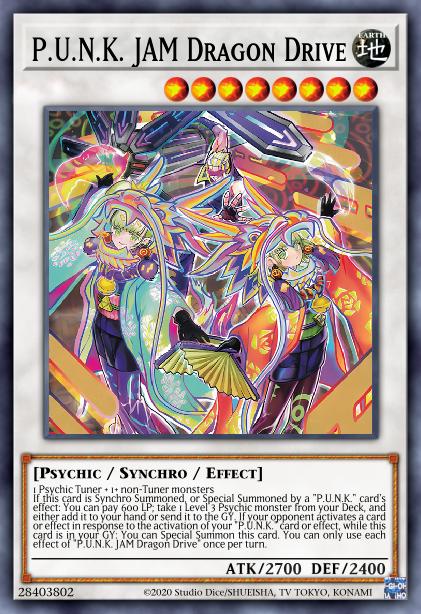 P.U.N.K. JAM Dragon Drive
EARTH
地
[Psychic / Synchro / Effect]
1 Psychic Tuner + 1+ non-Tuner monsters
If this card is Synchro Summoned, or Special Summoned by a "P.U.N.K." card's
effect: You can pay 600 LP; take 1 Level 3 Psychic monster from your Deck, and
either add it to your hand or send it to the GY. If your opponent activates a card
or effect in response to the activation of your "P.U.N.K." card or effect, while this
card is in your GY: You can Special Summon this card. You can only use each
effect of "P.U.N.K. JAM Dragon Drive" once per turn.
ATK/2700 DEF/2400
28403802
©2020 Studio Dice/SHUEISHA, TV TOKYO, KONAMI